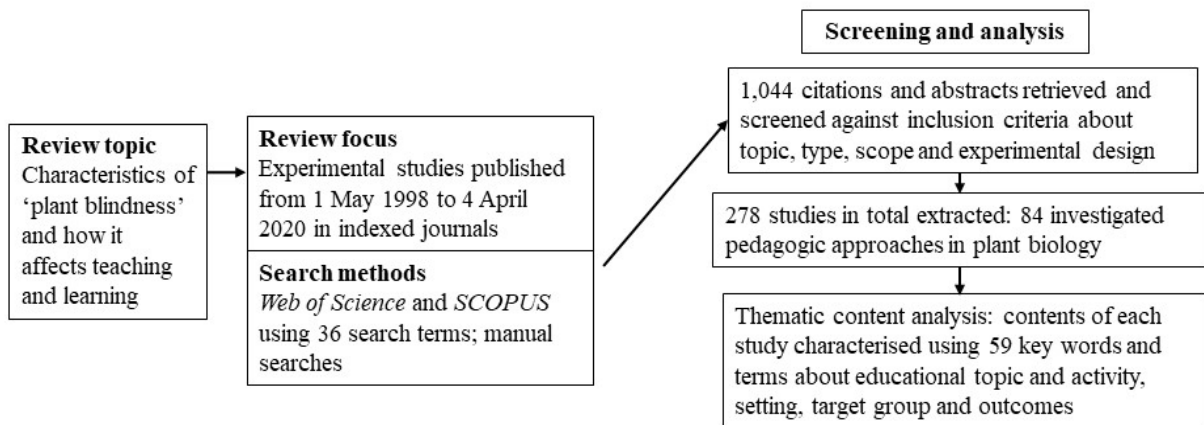 Review topic
Characteristics of
‘plant blindness’
and how it
affects teaching
and learning
Review focus
Experimental studies published
from 1 May 1998 to 4 April
2020 in indexed journals
Search methods
Web of Science and SCOPUS
using 36 search terms; manual
searches
Screening and analysis
1,044 citations and abstracts retrieved and
screened against inclusion criteria about
topic, type, scope and experimental design
278 studies in total extracted: 84 investigated
pedagogic approaches in plant biology
Thematic content analysis: contents of each
study characterised using 59 key words and
terms about educational topic and activity,
setting, target group and outcomes